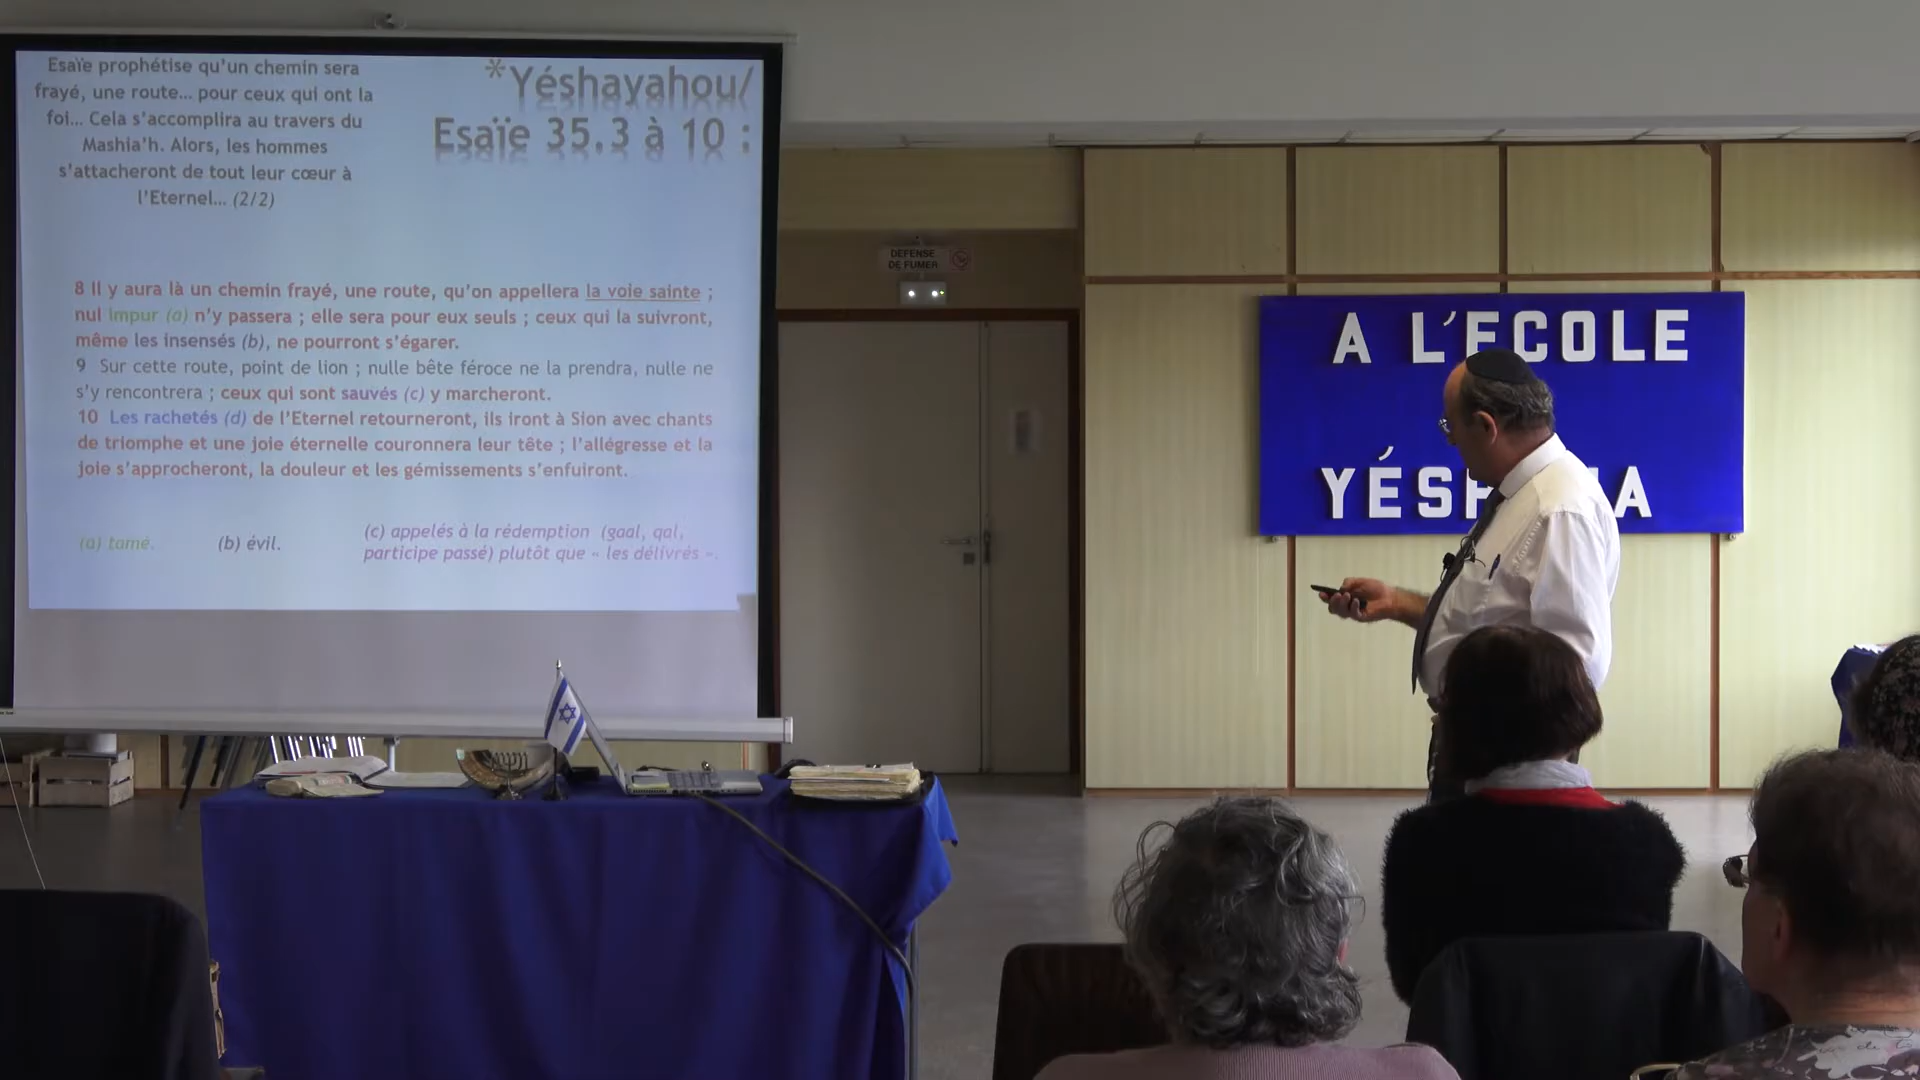 Esaïe prophétise qu'un chemin sera
frayé, une route... pour ceux qui ont la
foi... Cela s'accomplira au travers du
Mashia'h. Alors, les hommes
s'attacheront de tout leur cœur à
l'Eternel... (2/2)
*Yéshayahou/
Esaïe 35.3 à 10 :
8 Il y aura là un chemin frayé, une route, qu'on appellera la voie sainte ;
nul impur (a) n'y passera ; elle sera pour eux seuls ; ceux qui la suivront,
même les insensés (b), ne pourront s'égarer.
9 Sur cette route, point de lion ; nulle bête féroce ne la prendra, nulle ne
s'y rencontrera ; ceux qui sont sauvés (c) y marcheront.
10 Les rachetés (d) de l'Eternel retourneront, ils iront à Sion avec chants
de triomphe et une joie éternelle couronnera leur tête ; l'allégresse et la
joie s'approcheront, la douleur et les gémissements s'enfuiront.
(a) tamé.
(b) évil.
(c) appelés à la rédemption (gaal, qal,
participe passé) plutôt que « les délivrés ».
DEFENSE
DE FUMER
A L'ECOLE